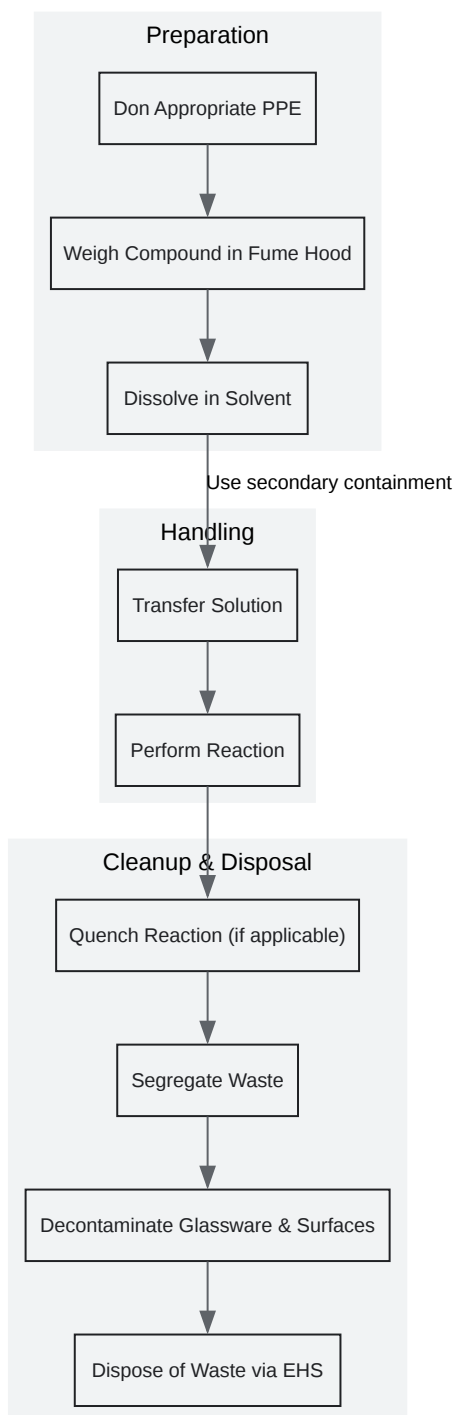 Preparation
Don Appropriate PPE
Weigh Compound in Fume Hood
Dissolve in Solvent
Use secondary containment
Handling
Transfer Solution
Perform Reaction
Cleanup & Disposal
Quench Reaction (if applicable)
Segregate Waste
Decontaminate Glassware & Surfaces
Dispose of Waste via EHS